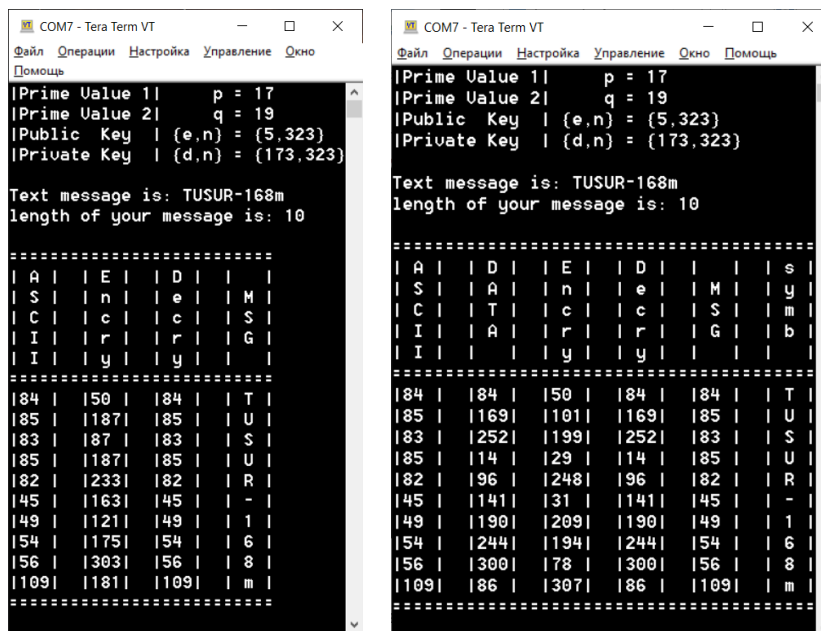 COM7 - Tera Term VT
Файл Операции Настройка Управление Окно
Помощь
|Prime Value 1| p = 17
|Prime Value 2| q = 19
|Public Key | {e,n} = {5,323}
|Private Key | {d,n} = {173,323}
Text message is: TUSUR-168m
length of your message is: 10
==========================
| A | | E | | D | | |
| S | | n | | e | | M |
| C | | c | | c | | S |
| I | | r | | r | | G |
| I | | y | | y | | |
==========================
|84 | |50 | |84 | | T |
|85 | |187| |85 | | U |
|83 | |87 | |83 | | S |
|85 | |187| |85 | | U |
|82 | |233| |82 | | R |
|45 | |163| |45 | | - |
|49 | |121| |49 | | 1 |
|54 | |175| |54 | | 6 |
|56 | |303| |56 | | 8 |
|109| |181| |109| | m |
==========================
COM7 - Tera Term VT
Файл Операции Настройка Управление Окно Помощь
|Prime Value 1| p = 17
|Prime Value 2| q = 19
|Public Key | {e,n} = {5,323}
|Private Key | {d,n} = {173,323}
Text message is: TUSUR-168m
length of your message is: 10
==========================================
| A | | D | | E | | D | | | | s |
| S | | A | | n | | e | | M | | y |
| C | | T | | c | | c | | S | | m |
| I | | A | | r | | r | | G | | b |
| I | | | | y | | y | | | | |
==========================================
|84 | |84 | |50 | |84 | |84 | | T |
|85 | |169| |101| |169| |85 | | U |
|83 | |252| |199| |252| |83 | | S |
|85 | |14 | |29 | |14 | |85 | | U |
|82 | |96 | |248| |96 | |82 | | R |
|45 | |141| |31 | |141| |45 | | - |
|49 | |190| |209| |190| |49 | | 1 |
|54 | |244| |194| |244| |54 | | 6 |
|56 | |300| |78 | |300| |56 | | 8 |
|109| |86 | |307| |86 | |109| | m |
==========================================